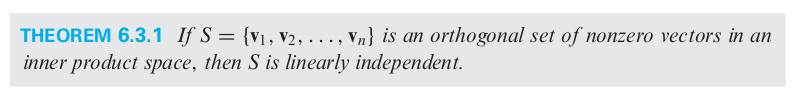 THEOREM 6.3.1 If S = {v₁, v₂, . . . , vₙ} is an orthogonal set of nonzero vectors in an
inner product space, then S is linearly independent.